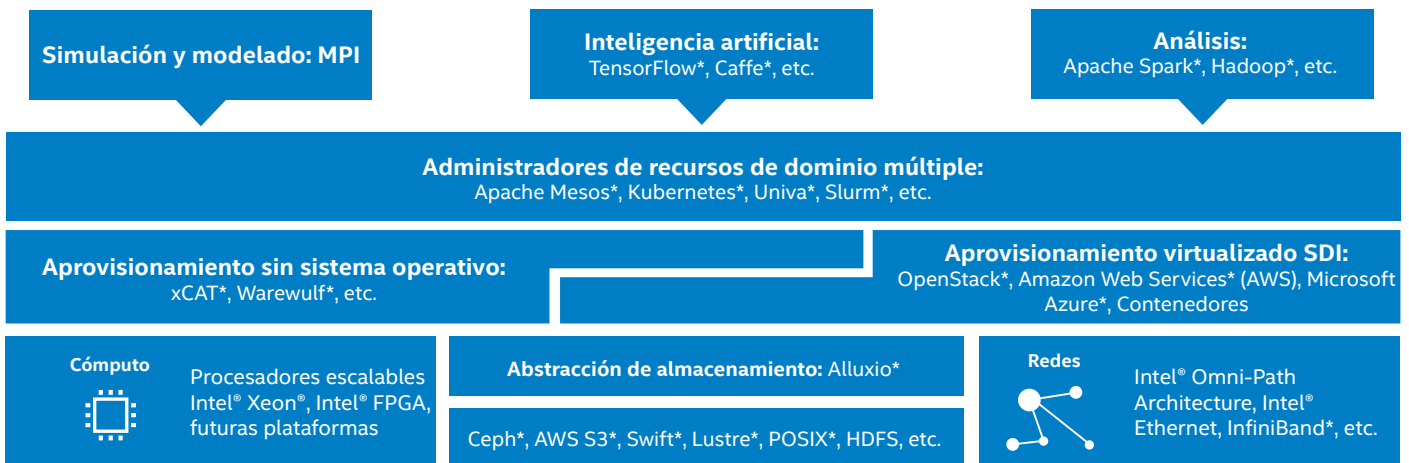 Simulación y modelado: MPI
Inteligencia artificial:
TensorFlow*, Caffe*, etc.
Análisis:
Apache Spark*, Hadoop*, etc.
Administradores de recursos de dominio múltiple:
Apache Mesos*, Kubernetes*, Univa*, Slurm*, etc.
Aprovisionamiento sin sistema operativo:
xCAT*, Warewulf*, etc.
Aprovisionamiento virtualizado SDI:
OpenStack*, Amazon Web Services* (AWS), Microsoft
Azure*, Contenedores
Cómputo
Procesadores escalables
Intel® Xeon®, Intel® FPGA,
futuras plataformas
Abstracción de almacenamiento: Alluxio*
Ceph*, AWS S3*, Swift*, Lustre*, POSIX*, HDFS, etc.
Redes
Intel® Omni-Path
Architecture, Intel®
Ethernet, InfiniBand*, etc.